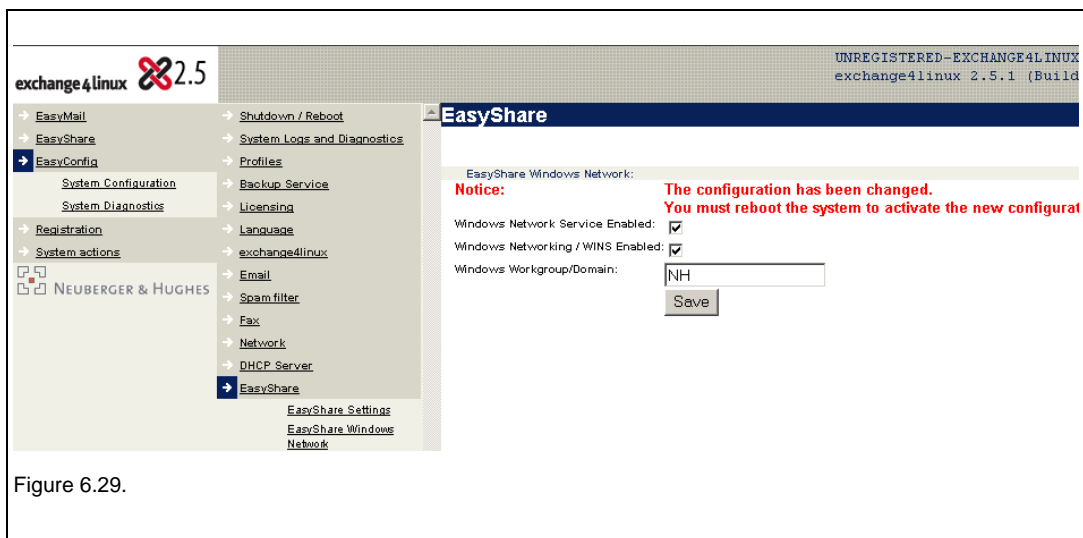 exchange4linux 2.5
UNREGISTERED-EXCHANGE4LINUX
exchange4linux 2.5.1 (Build
EasyMail
EasyShare
EasyConfig
System Configuration
System Diagnostics
Registration
System actions
NEUBERGER & HUGHES
Shutdown / Reboot
System Logs and Diagnostics
Profiles
Backup Service
Licensing
Language
exchange4linux
Email
Spam filter
Fax
Network
DHCP Server
EasyShare
EasyShare Settings
EasyShare Windows
Network
EasyShare
EasyShare Windows Network:
Notice: The configuration has been changed.
You must reboot the system to activate the new configurat
Windows Network Service Enabled:
Windows Networking / WINS Enabled:
Windows Workgroup/Domain: NH
Save
Figure 6.29.